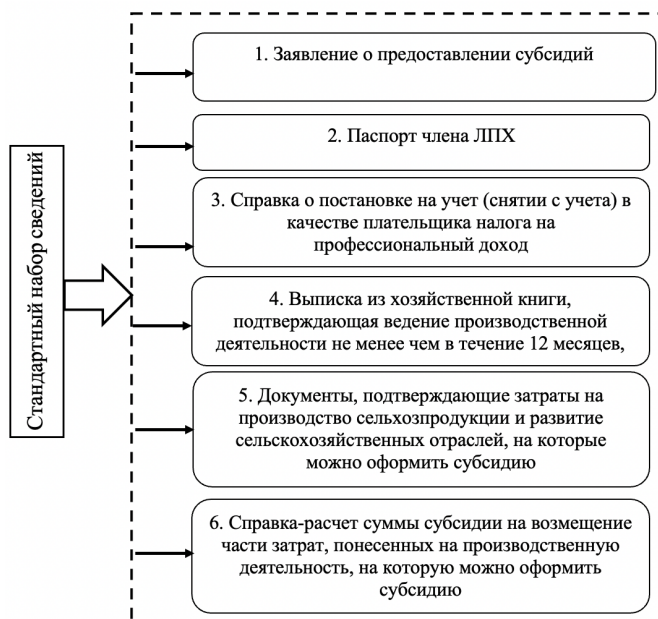 Стандартный набор сведений
1. Заявление о предоставлении субсидий
2. Паспорт члена ЛПХ
3. Справка о постановке на учет (снятии с учета) в
качестве плательщика налога на
профессиональный доход
4. Выписка из хозяйственной книги,
подтверждающая ведение производственной
деятельности не менее чем в течение 12 месяцев,
5. Документы, подтверждающие затраты на
производство сельхозпродукции и развитие
сельскохозяйственных отраслей, на которые
можно оформить субсидию
6. Справка-расчет суммы субсидии на возмещение
части затрат, понесенных на производственную
деятельность, на которую можно оформить
субсидию